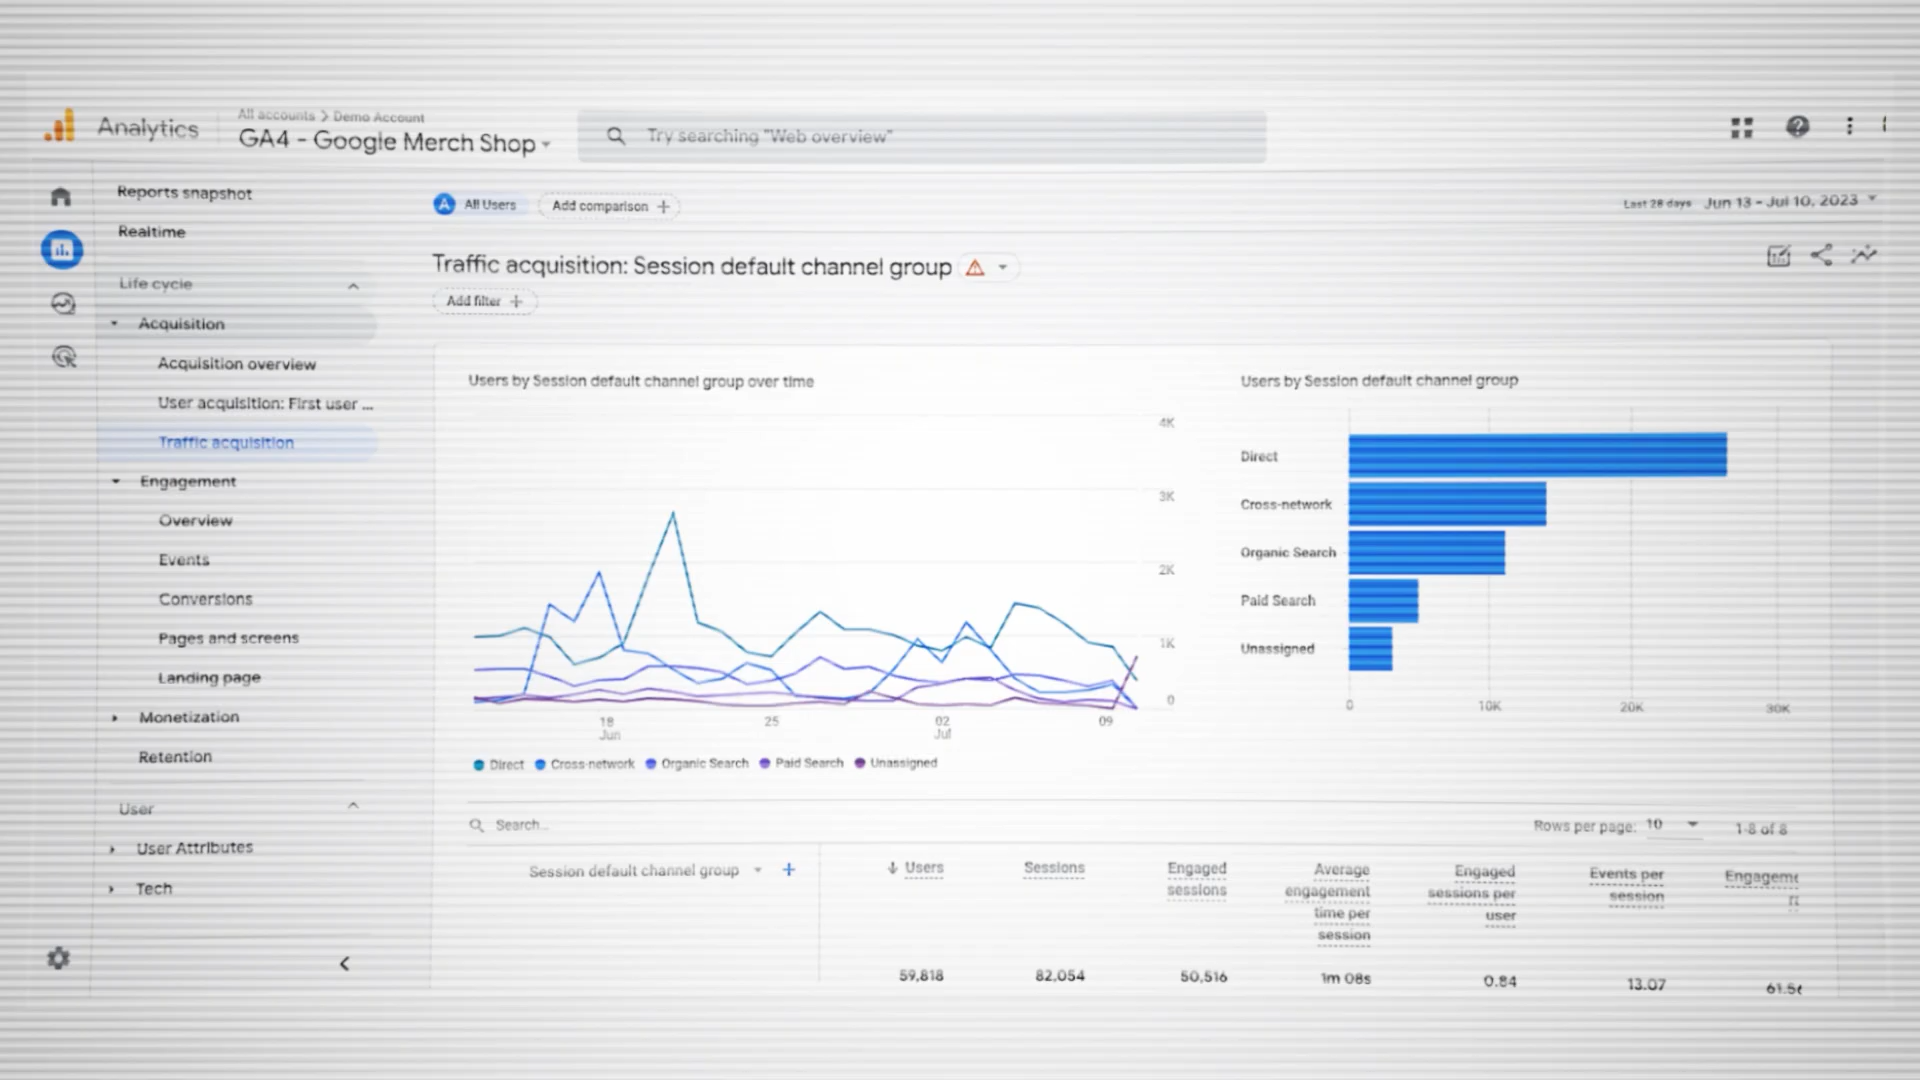 Analytics
All accounts > Demo Account
GA4 - Google Merch Shop
Try searching "Web overview"
Reports snapshot
Realtime
Life cycle
Acquisition
Acquisition overview
User acquisition: First user ...
Traffic acquisition
Engagement
Overview
Events
Conversions
Pages and screens
Landing page
Monetization
Retention
User
User Attributes
Tech
A All Users
Add comparison +
Last 28 days Jun 13 - Jul 10, 2023
Traffic acquisition: Session default channel group
Add filter +
Users by Session default channel group over time
4K
3K
2K
1K
0
18 Jun
25
02 Jul
09
Direct Cross-network Organic Search Paid Search Unassigned
Users by Session default channel group
Direct
Cross-network
Organic Search
Paid Search
Unassigned
0 10K 20K 30K
Search...
Rows per page: 10
1-8 of 8
Session default channel group
Users
Sessions
Engaged sessions
Average engagement time per session
Engaged sessions per user
Events per session
59,818
82,054
50,516
1m 08s
0.84
13.07